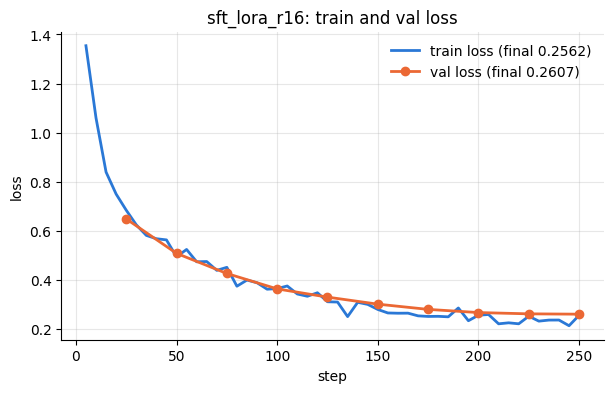 sft_lora_r16: train and val loss
train loss (final 0.2562)
val loss (final 0.2607)
loss
1.4
1.2
1.0
0.8
0.6
0.4
0.2
0 50 100 150 200 250
step